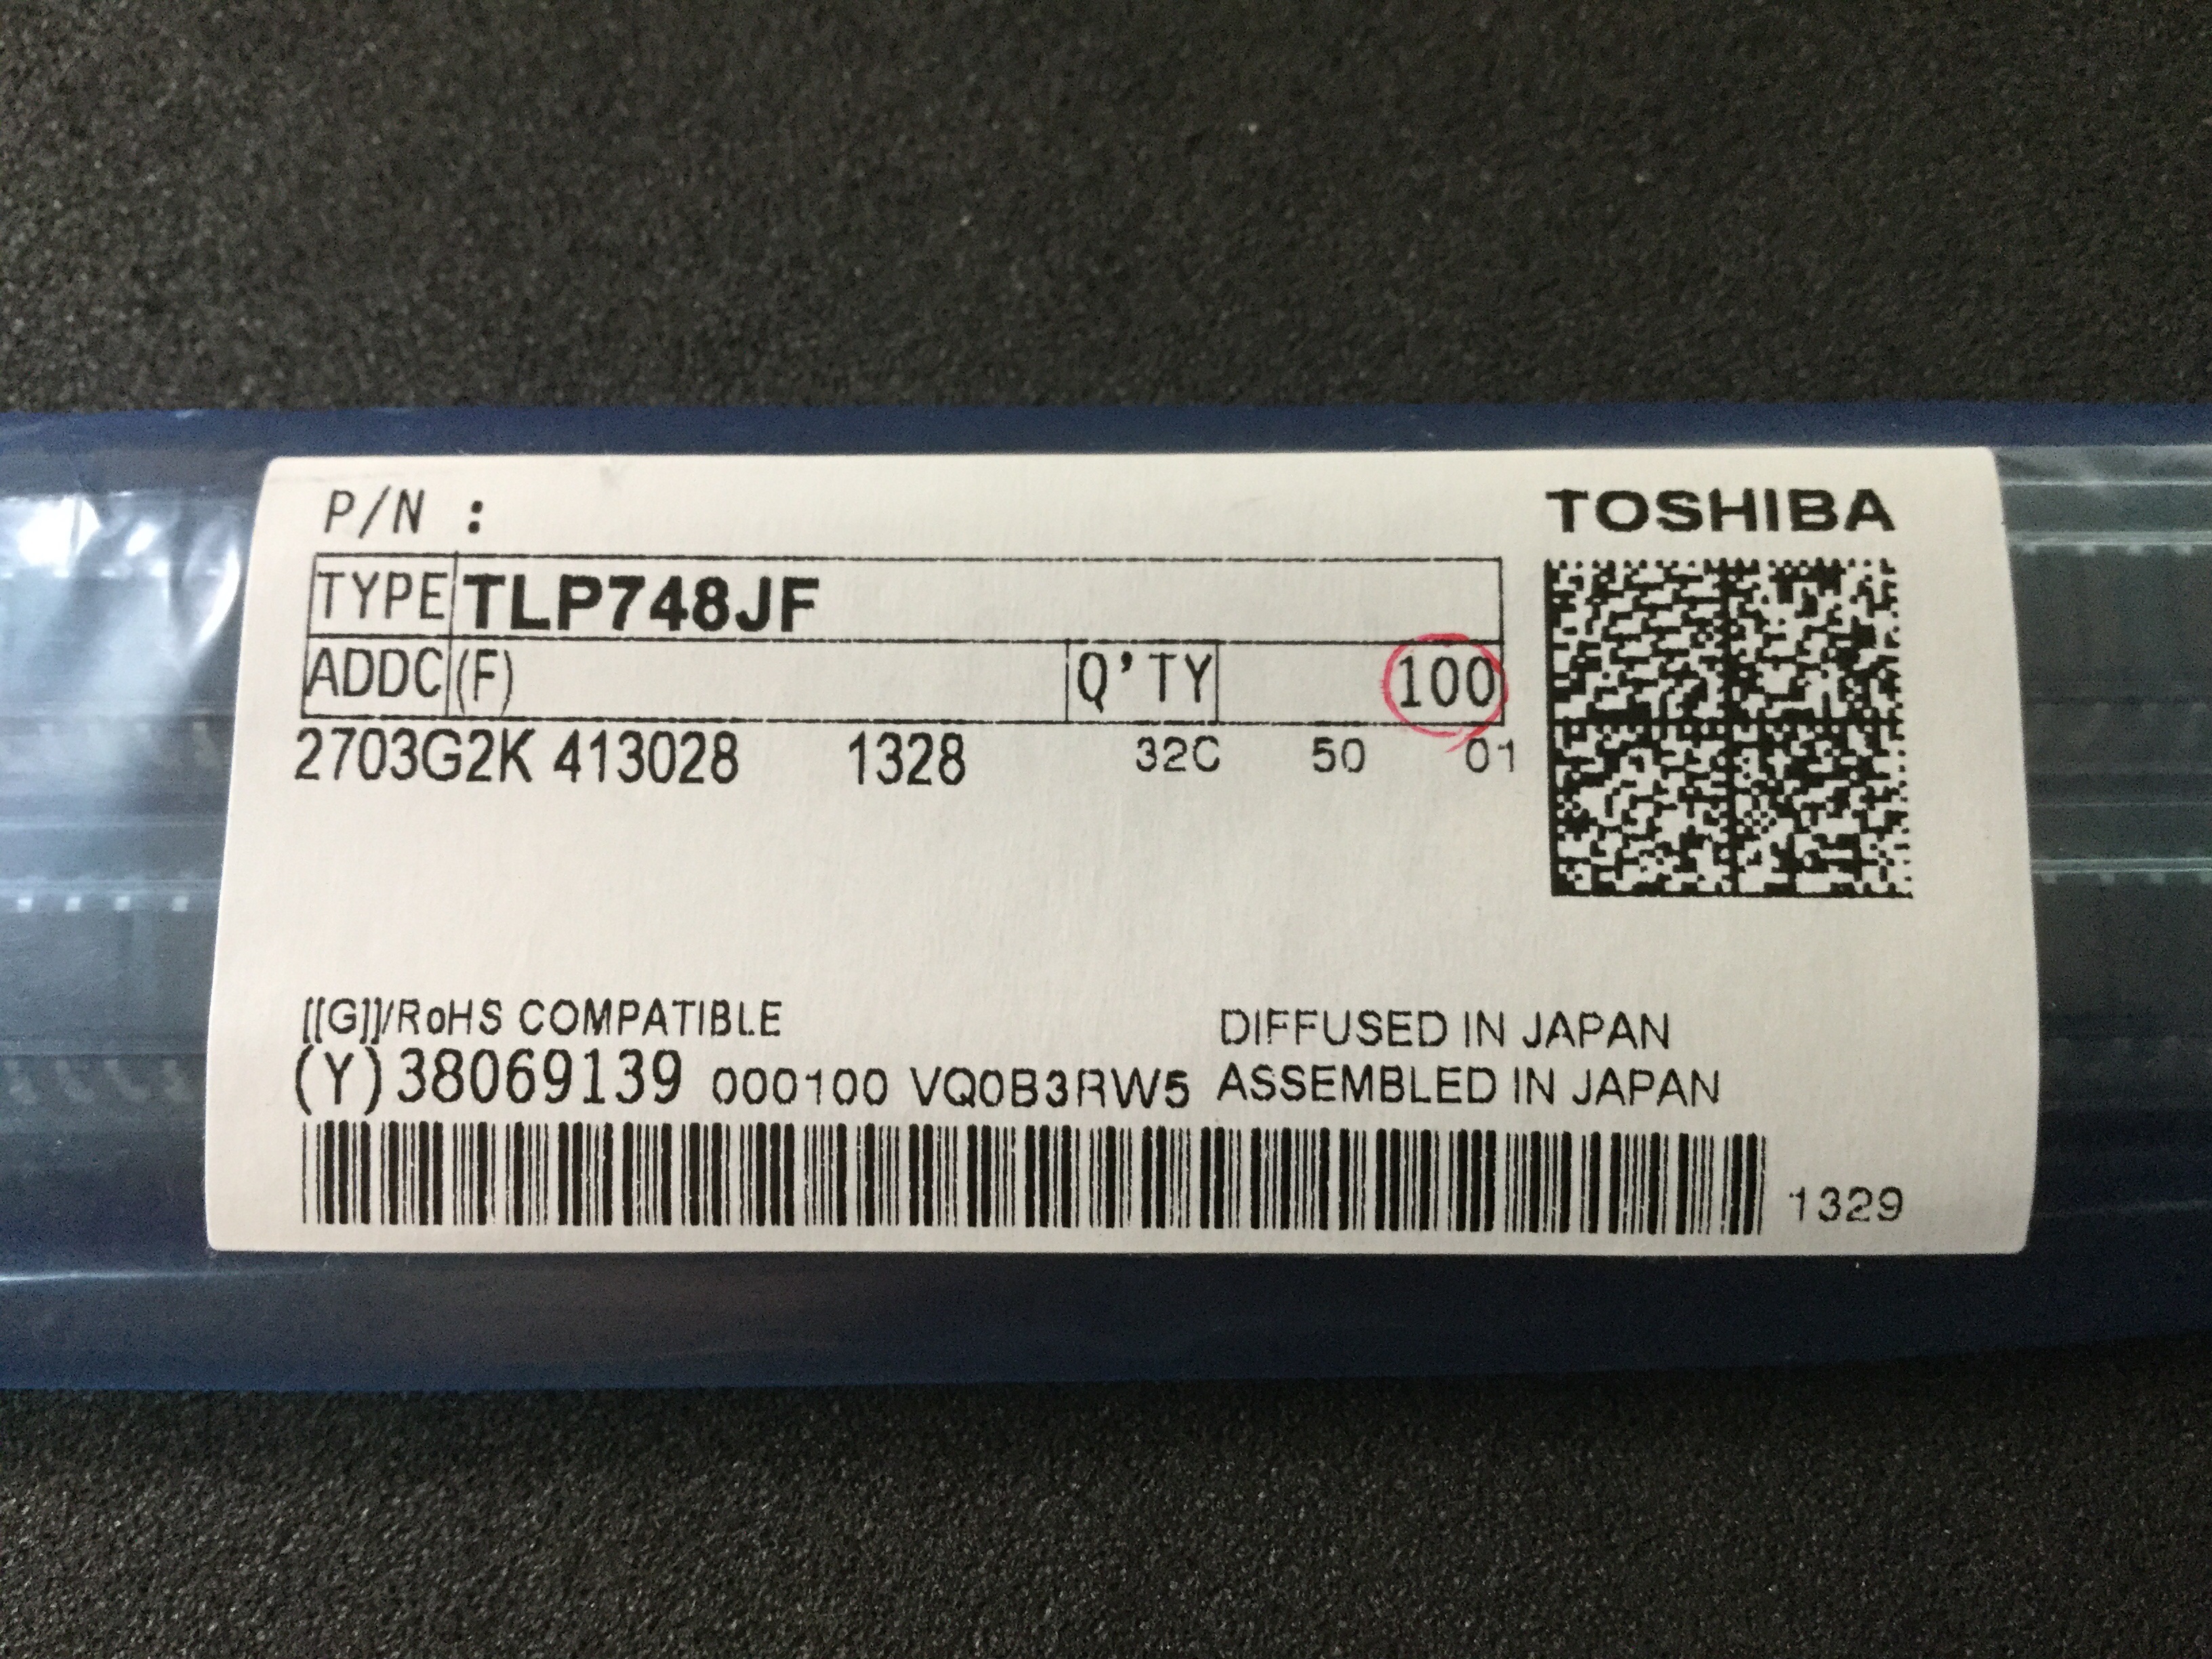 P/N :
TOSHIBA
TYPE TLP748JF
ADDC (F) Q'TY 100
2703G2K 413028 1328 32C 50 01
[[G]]/RoHS COMPATIBLE
DIFFUSED IN JAPAN
(Y)38069139 000100 VQ0B3RW5 ASSEMBLED IN JAPAN
1329